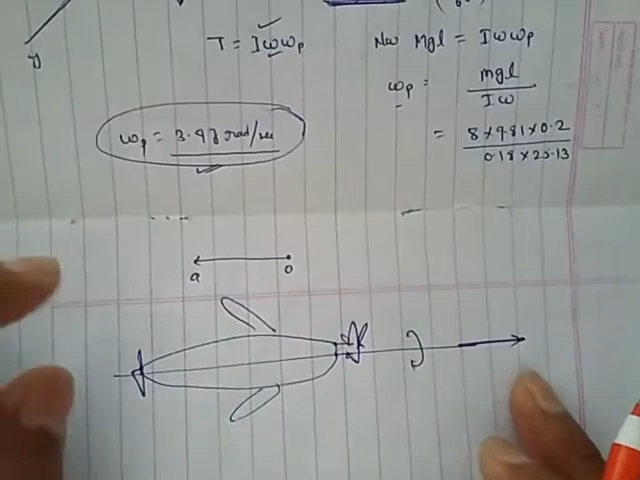 y
T = Iωωp
Now Mgl = Iωωp
ωp = mgl / Iω
ωp = 3.48 rad/sec
= 8 × 9.81 × 0.2 / 0.18 × 25.13
a
o